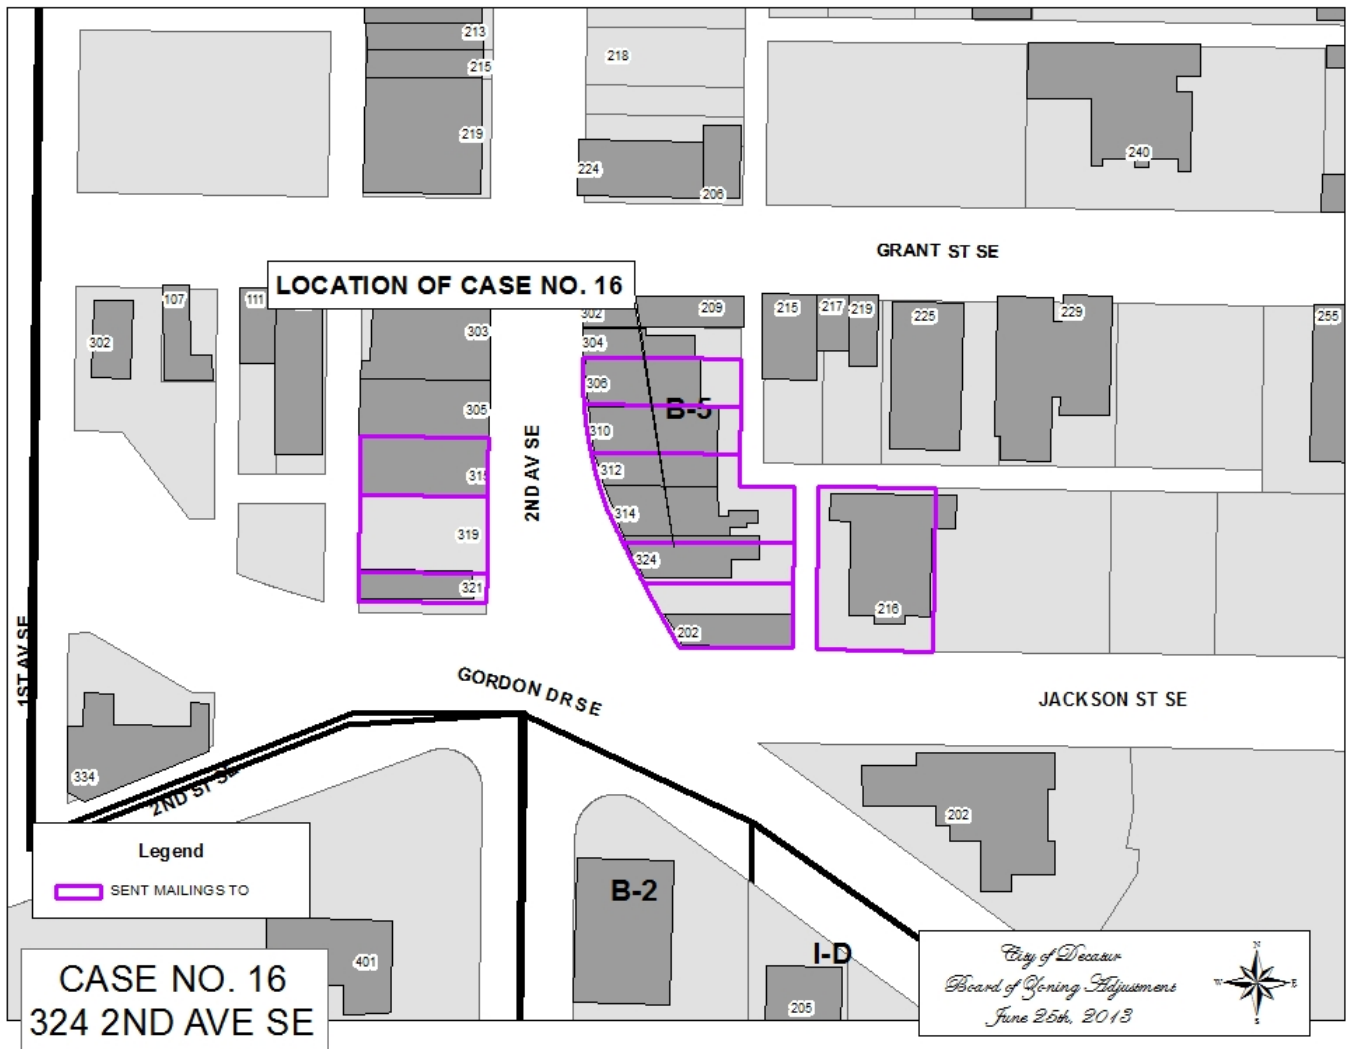 213
215
218
219
224
206
240
GRANT ST SE
LOCATION OF CASE NO. 16
107
111
302
303
302
304
209
215
217
219
225
229
255
306
305
B-5
310
315
312
2ND AV SE
314
319
324
321
216
202
1ST AV SE
GORDON DR SE
JACKSON ST SE
334
2ND ST SE
202
Legend
SENT MAILINGS TO
B-2
I-D
401
205
CASE NO. 16
324 2ND AVE SE
City of Decatur
Board of Zoning Adjustment
June 25th, 2013
N
W
E
S